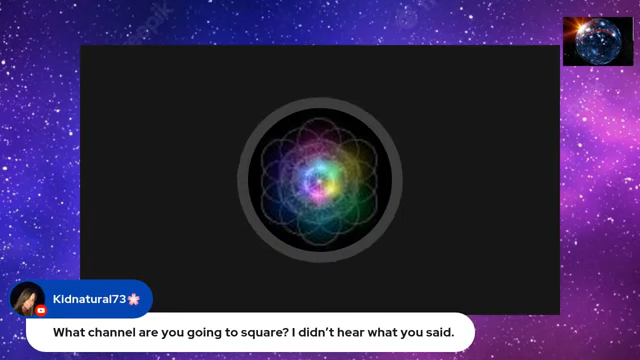 Kidnatural73🌸
What channel are you going to square? I didn't hear what you said.